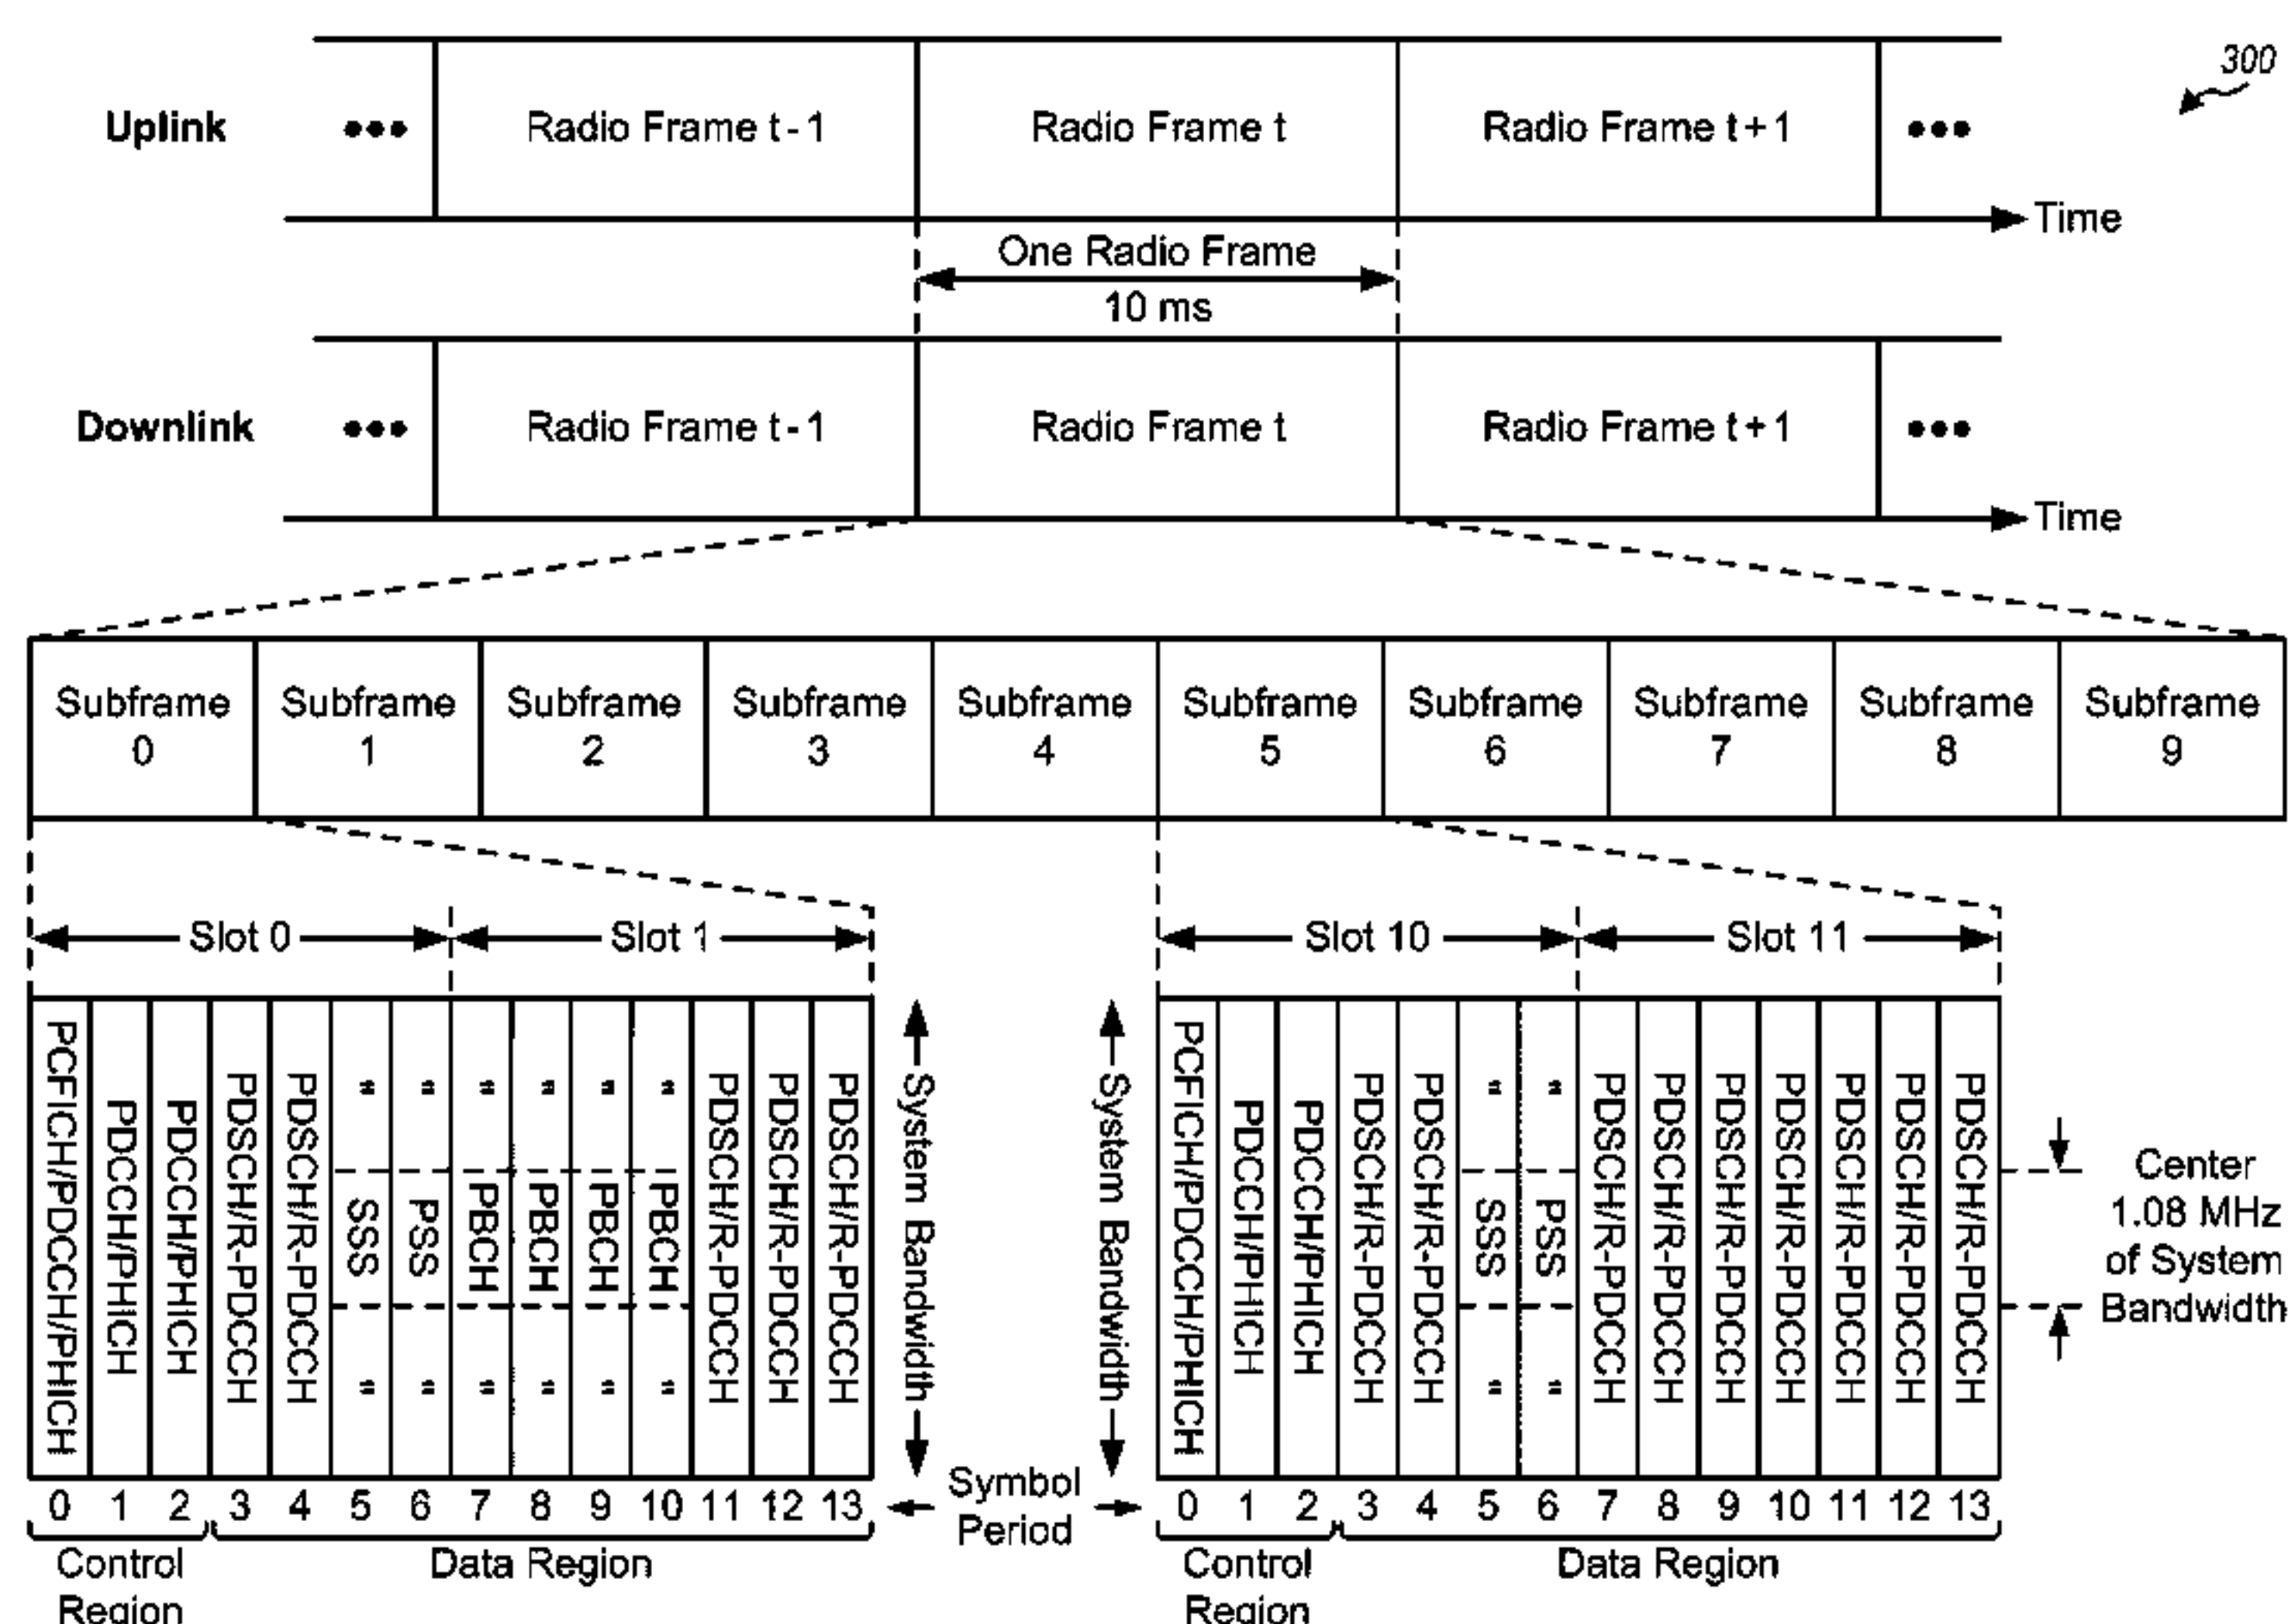 300
Uplink ••• Radio Frame t - 1 Radio Frame t Radio Frame t + 1 •••
Time
One Radio Frame
10 ms
Downlink ••• Radio Frame t - 1 Radio Frame t Radio Frame t + 1 •••
Time
Subframe 0
Subframe 1
Subframe 2
Subframe 3
Subframe 4
Subframe 5
Subframe 6
Subframe 7
Subframe 8
Subframe 9
Slot 0 Slot 1
Slot 10 Slot 11
PCFICH/PDCCH/PHICH
PDCCH/PHICH
PDCCH/PHICH
PDSCH/R-PDCCH
PDSCH/R-PDCCH
" SSS "
" PSS "
" PBCH "
" PBCH "
" PBCH "
" PBCH "
PDSCH/R-PDCCH
PDSCH/R-PDCCH
PDSCH/R-PDCCH
System Bandwidth
System Bandwidth
PCFICH/PDCCH/PHICH
PDCCH/PHICH
PDCCH/PHICH
PDSCH/R-PDCCH
PDSCH/R-PDCCH
" SSS "
" PSS "
PDSCH/R-PDCCH
PDSCH/R-PDCCH
PDSCH/R-PDCCH
PDSCH/R-PDCCH
PDSCH/R-PDCCH
PDSCH/R-PDCCH
PDSCH/R-PDCCH
Center
1.08 MHz
of System
Bandwidth
0 1 2 3 4 5 6 7 8 9 10 11 12 13
Symbol
Period
0 1 2 3 4 5 6 7 8 9 10 11 12 13
Control
Region
Data Region
Control
Region
Data Region